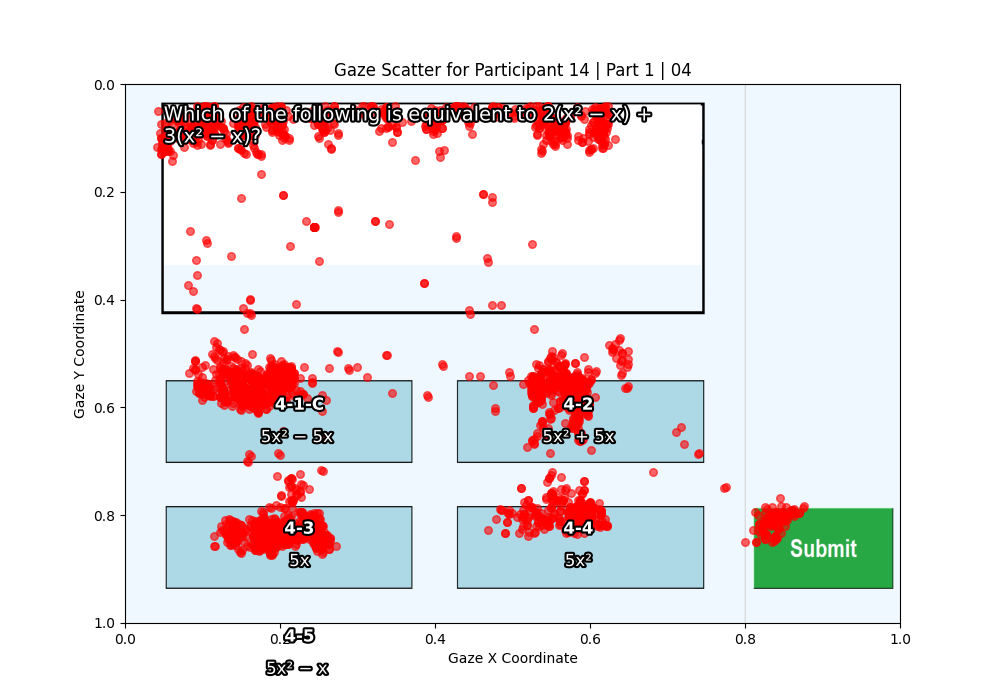 Gaze Scatter for Participant 14 | Part 1 | 04
Which of the following is equivalent to 2(x² − x) +
3(x² − x)?
0.0
0.2
0.4
0.6
0.8
1.0
Gaze Y Coordinate
4-1-C
5x² − 5x
4-2
5x² + 5x
4-3
5x
4-4
5x²
Submit
0.0
0.2
0.4
0.6
0.8
1.0
4-5
5x² − x
Gaze X Coordinate